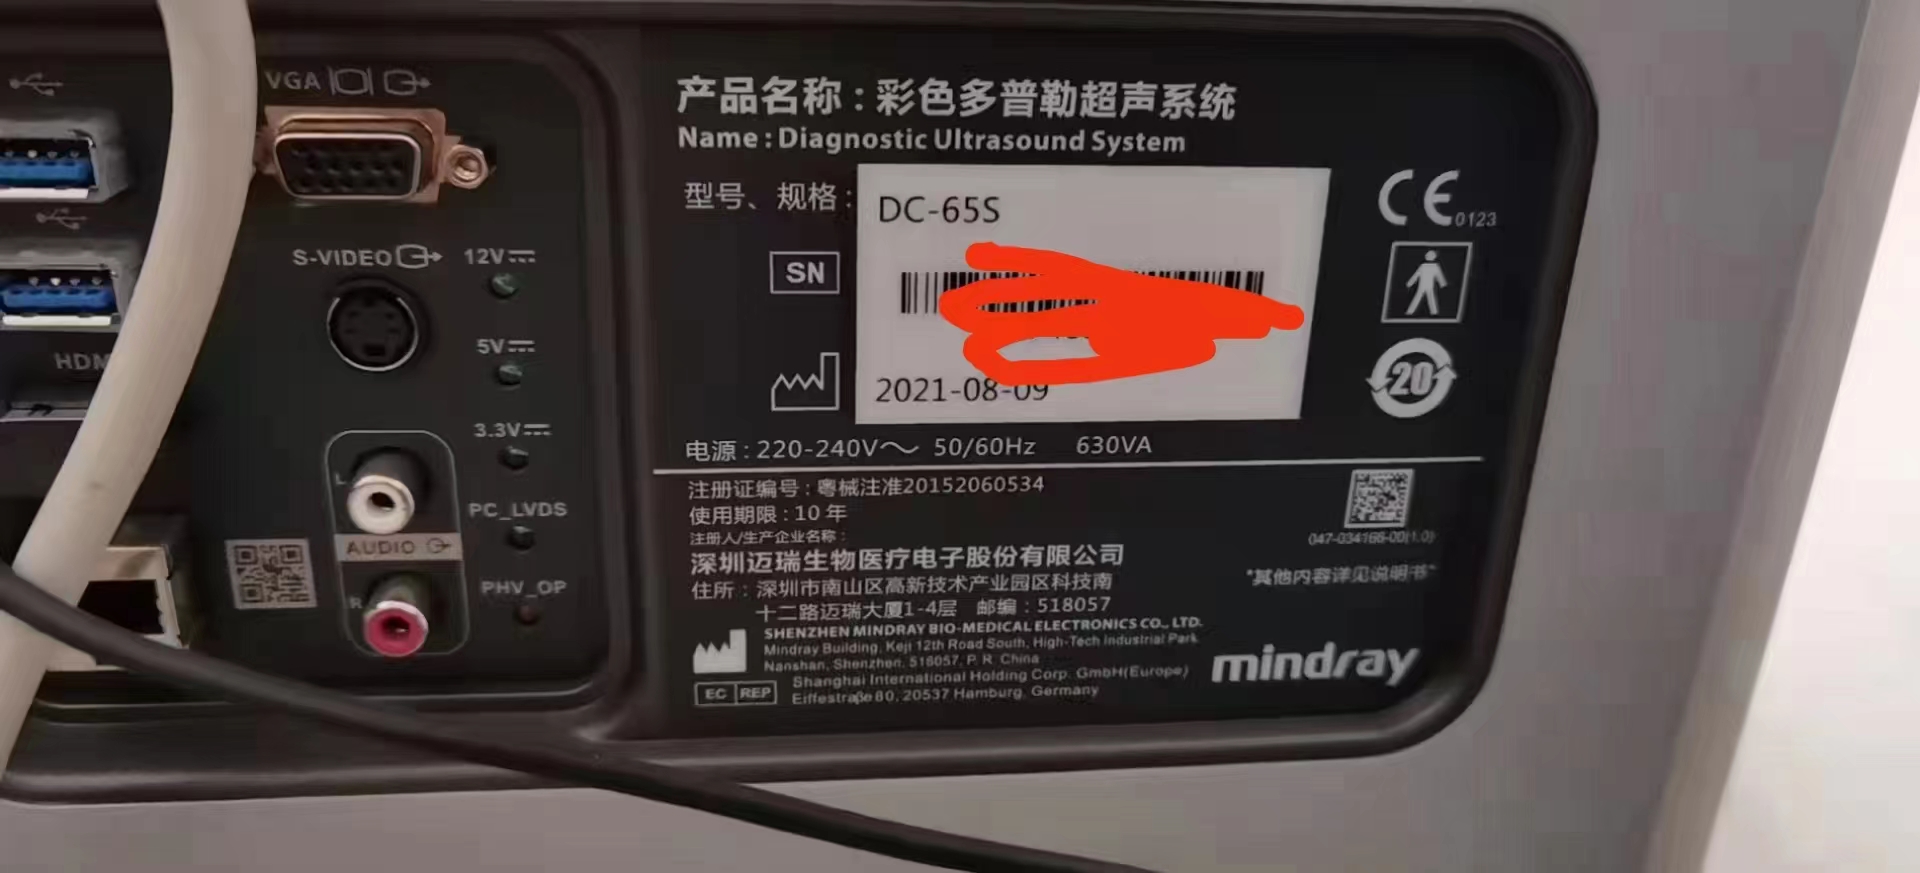 VGA
S-VIDEO
12V
5V
HDM
3.3V
L
PC_LVDS
AUDIO
PHV_OP
R
产品名称：彩色多普勒超声系统
Name: Diagnostic Ultrasound System
型号、规格：
DC-65S
SN
2021-08-09
CE 0123
20
电源：220-240V～ 50/60Hz 630VA
注册证编号：粤械注准20152060534
使用期限：10 年
注册人/生产企业名称：
深圳迈瑞生物医疗电子股份有限公司
住所：深圳市南山区高新技术产业园区科技南
十二路迈瑞大厦1-4层 邮编：518057
SHENZHEN MINDRAY BIO-MEDICAL ELECTRONICS CO., LTD.
Mindray Building, Keji 12th Road South, High-Tech Industrial Park
Nanshan, Shenzhen, 518057, P. R. China
EC REP
Shanghai International Holding Corp. GmbH(Europe)
Eiffestraße 80, 20537 Hamburg, Germany
047-034166-00(1.0)
*其他内容详见说明书*
mindray